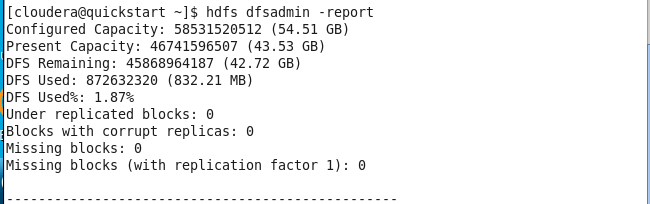 [cloudera@quickstart ~]$ hdfs dfsadmin -report
Configured Capacity: 58531520512 (54.51 GB)
Present Capacity: 46741596507 (43.53 GB)
DFS Remaining: 45868964187 (42.72 GB)
DFS Used: 872632320 (832.21 MB)
DFS Used%: 1.87%
Under replicated blocks: 0
Blocks with corrupt replicas: 0
Missing blocks: 0
Missing blocks (with replication factor 1): 0
-------------------------------------------------